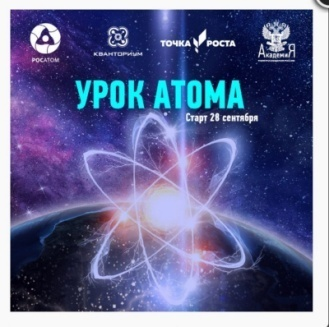 РОСАТОМ
КВАНТОРИУМ
ТОЧКА РОСТА
АкадемиЯ
УРОК АТОМА
Старт 28 сентября